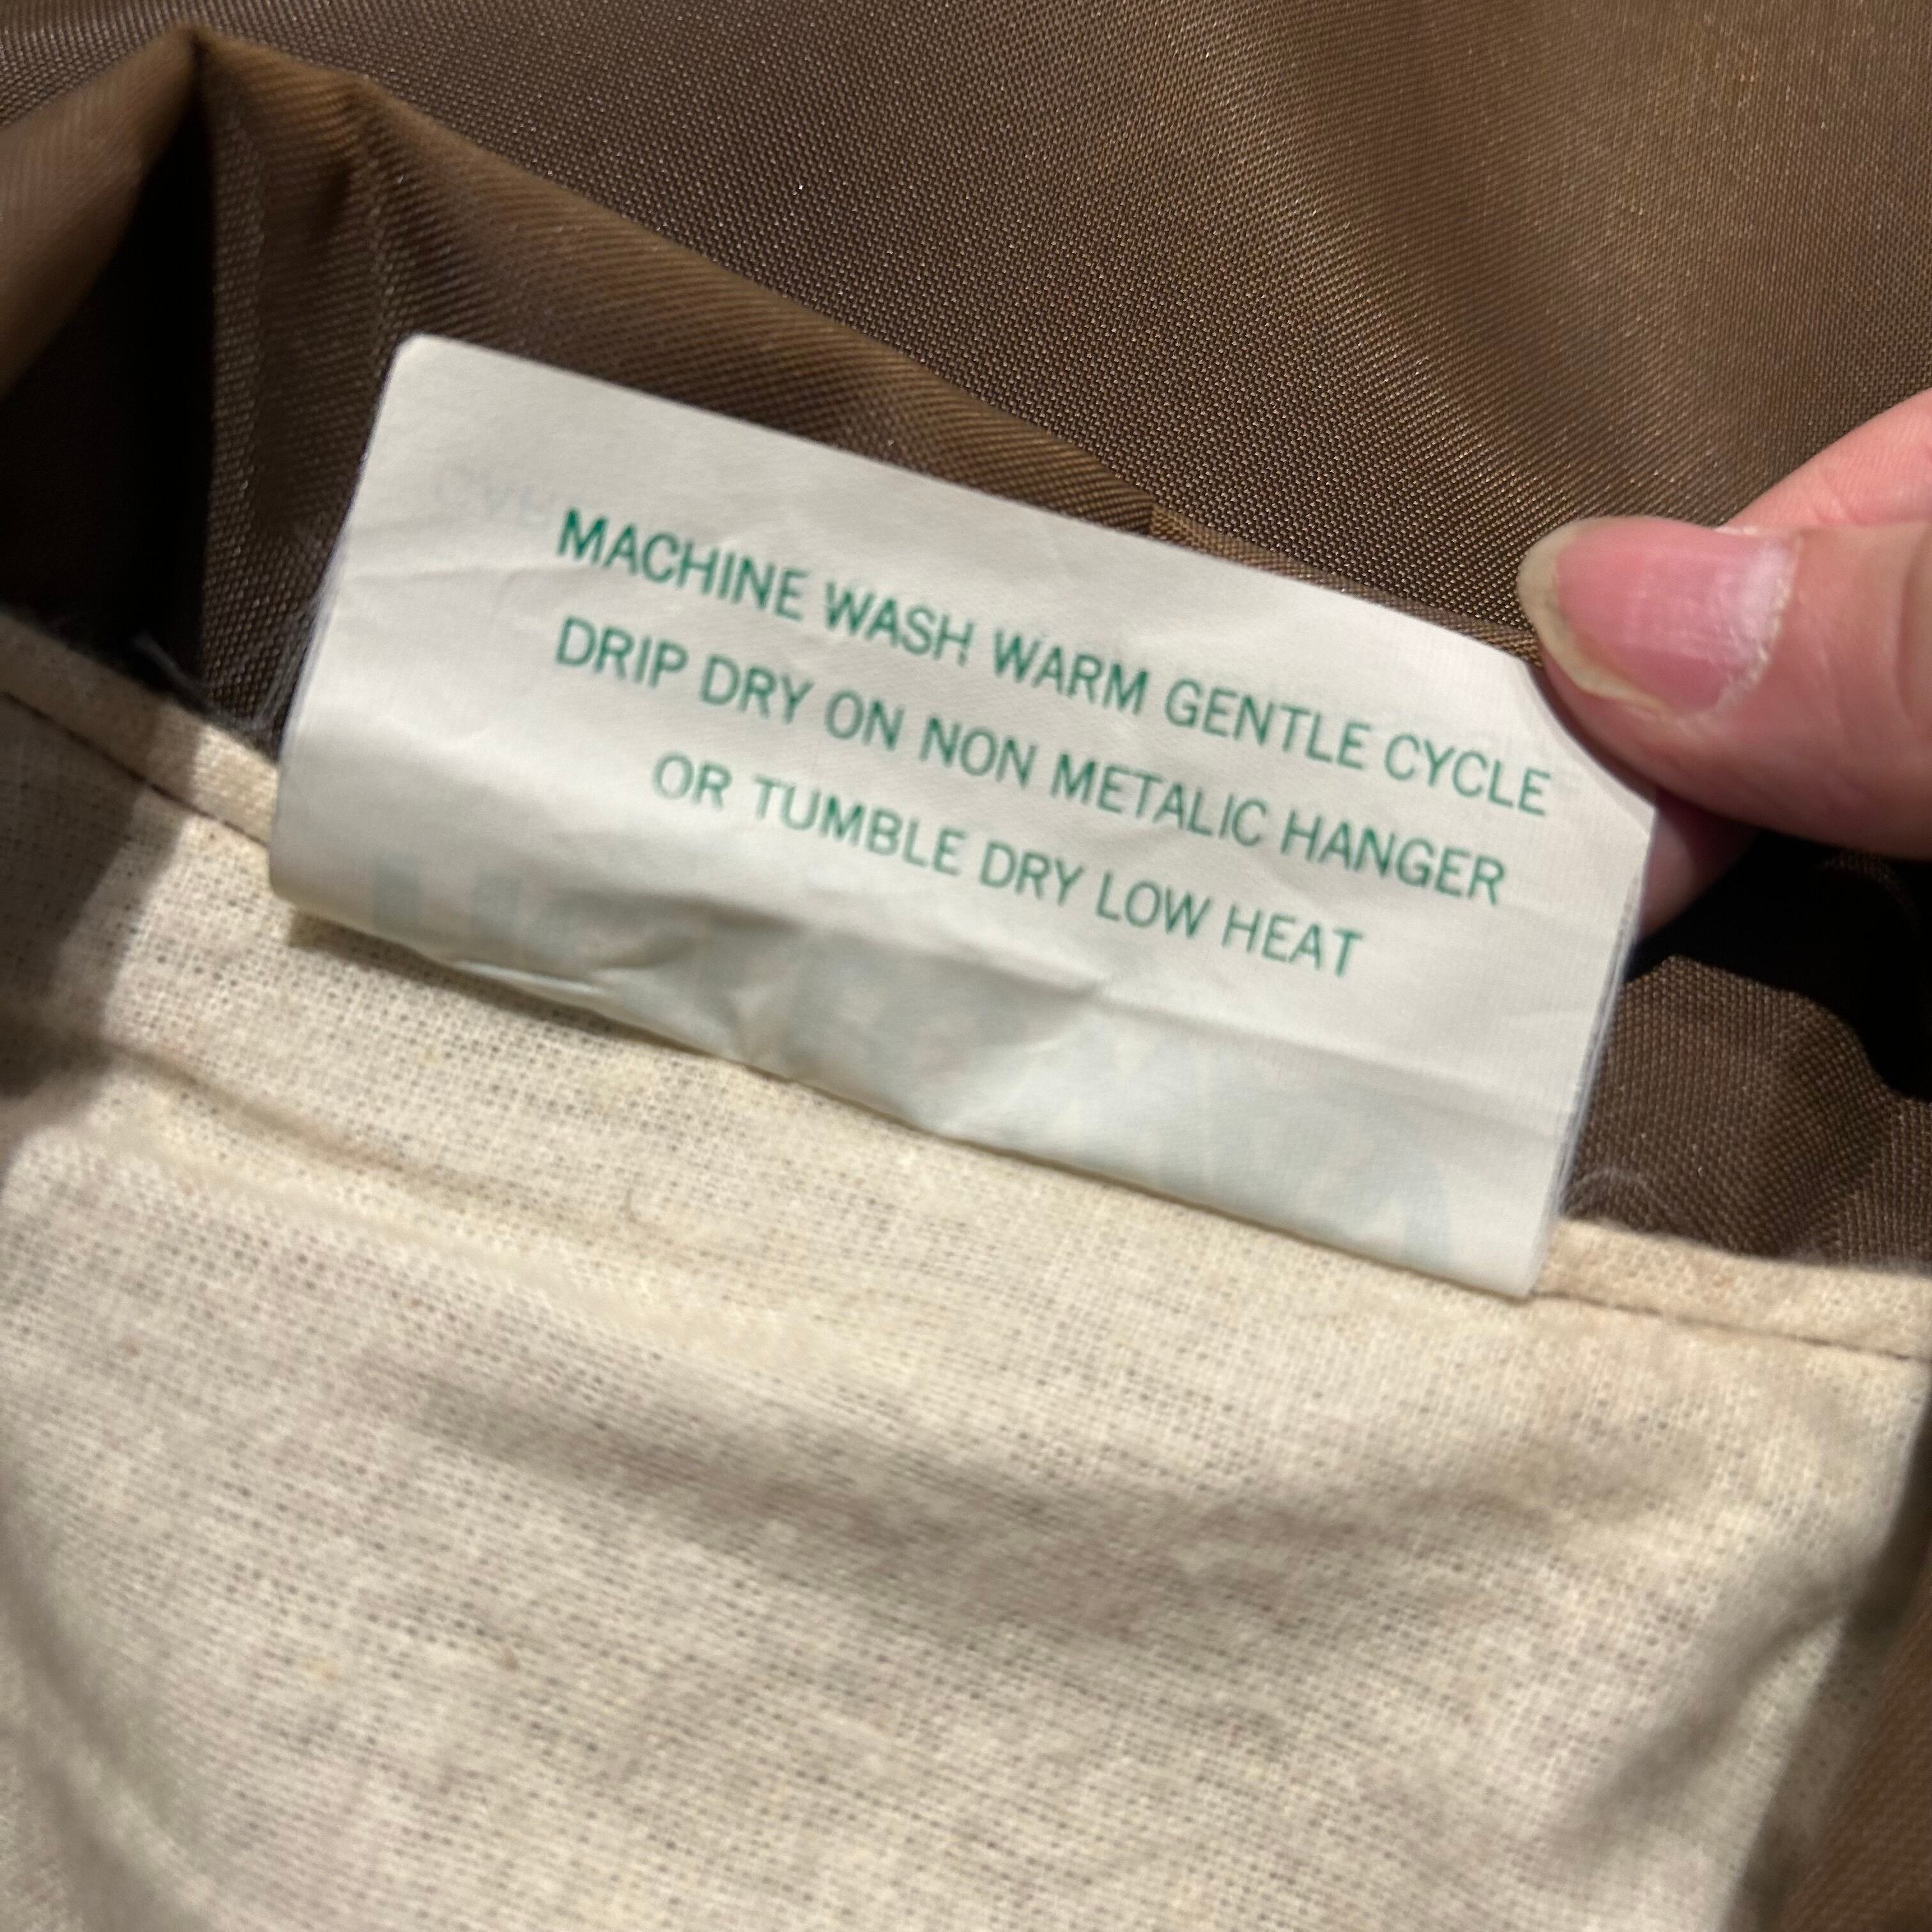 MACHINE WASH WARM GENTLE CYCLE
DRIP DRY ON NON METALIC HANGER
OR TUMBLE DRY LOW HEAT